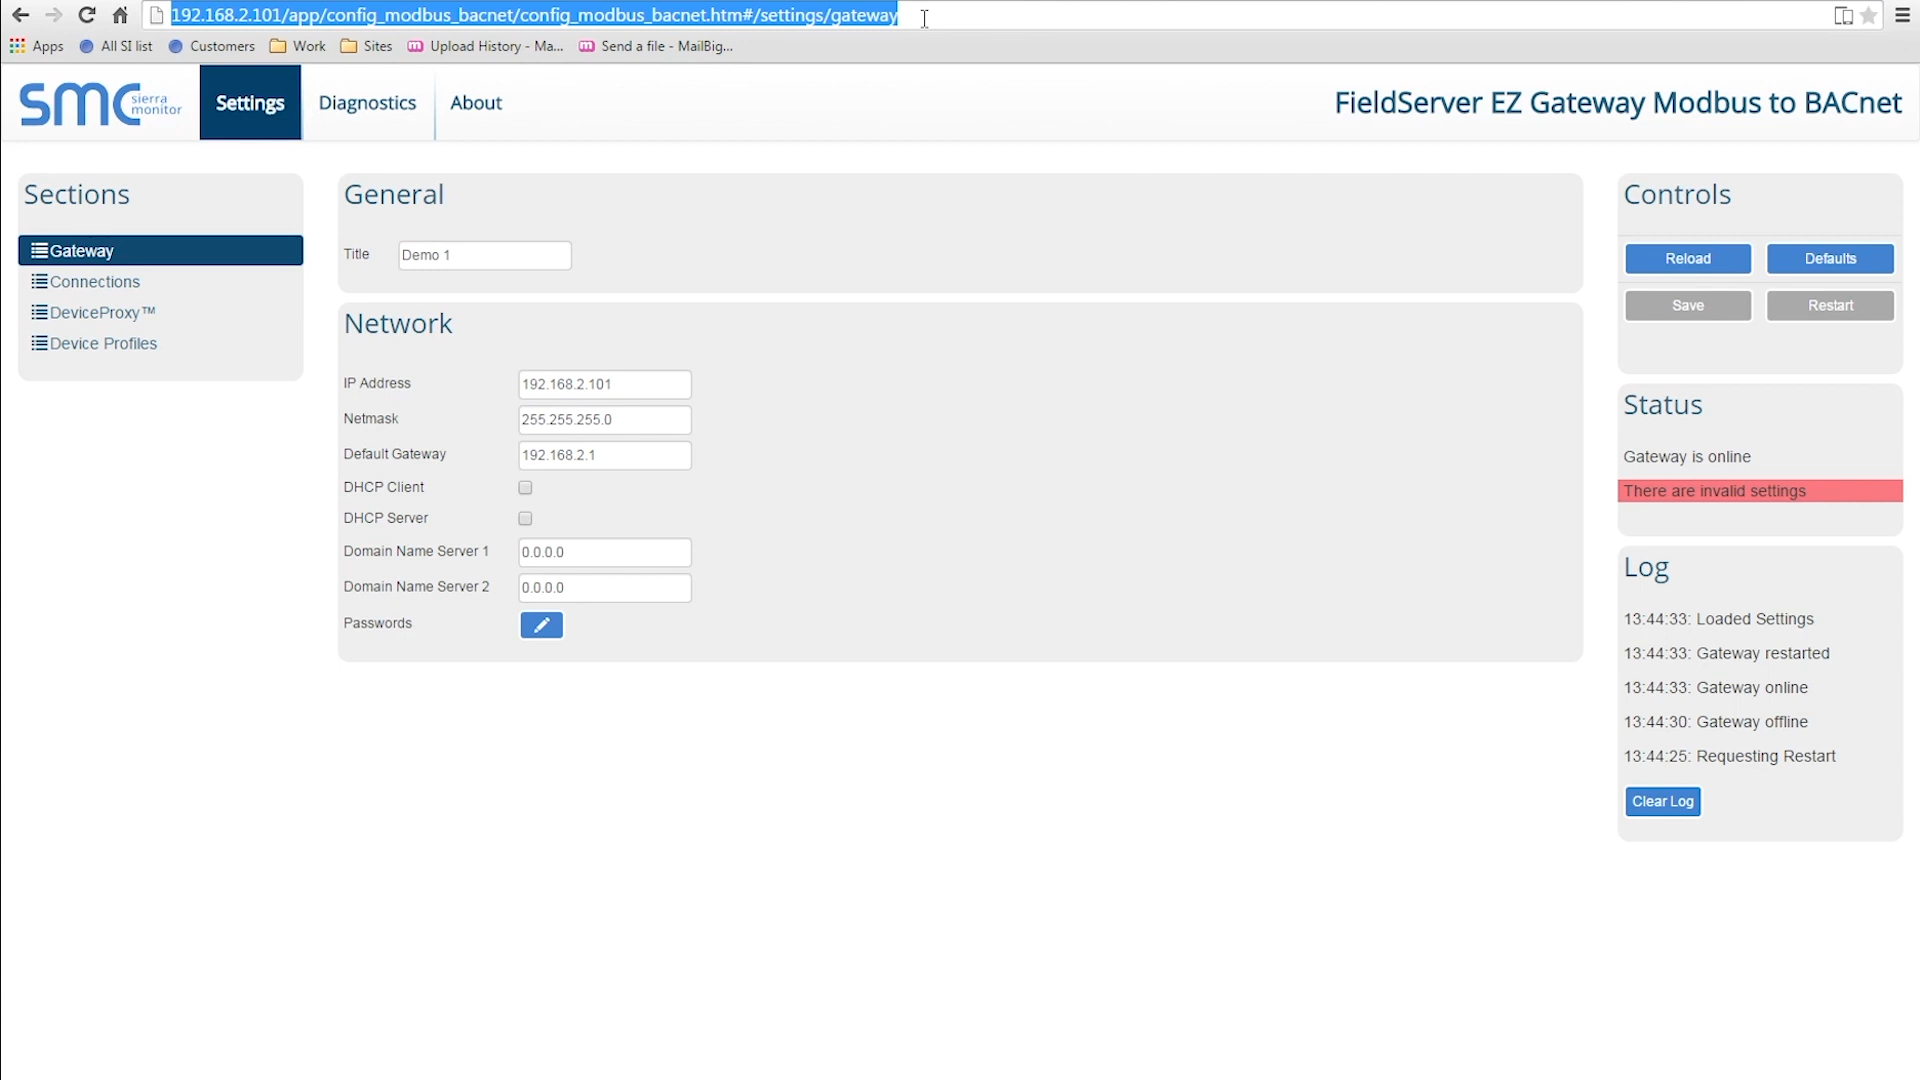 192.168.2.101/app/config_modbus_bacnet/config_modbus_bacnet.htm#/settings/gateway
Apps All SI list Customers Work Sites Upload History - Ma... Send a file - MailBig...
smc sierra monitor
Settings Diagnostics About
FieldServer EZ Gateway Modbus to BACnet
Sections
Gateway
Connections
DeviceProxy™
Device Profiles
General
Title Demo 1
Network
IP Address 192.168.2.101
Netmask 255.255.255.0
Default Gateway 192.168.2.1
DHCP Client
DHCP Server
Domain Name Server 1 0.0.0.0
Domain Name Server 2 0.0.0.0
Passwords
Controls
Reload Defaults
Save Restart
Status
Gateway is online
There are invalid settings
Log
13:44:33: Loaded Settings
13:44:33: Gateway restarted
13:44:33: Gateway online
13:44:30: Gateway offline
13:44:25: Requesting Restart
Clear Log